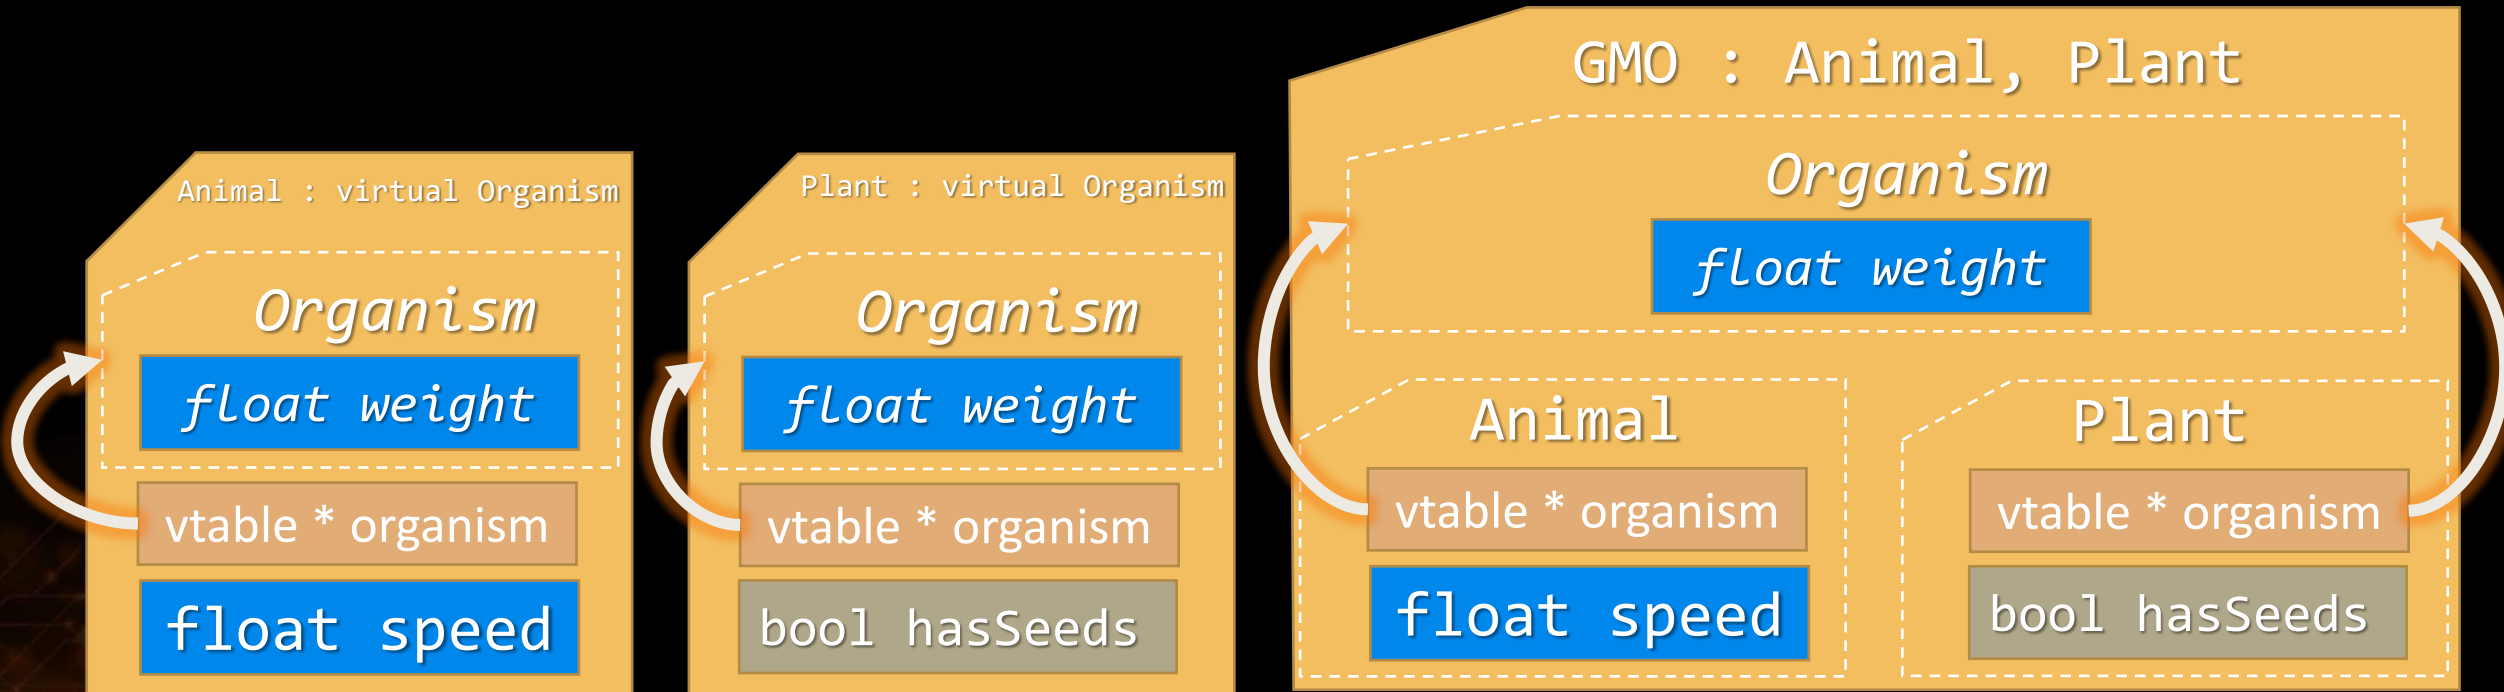 Animal : virtual Organism
Organism
float weight
vtable * organism
float speed
Plant : virtual Organism
Organism
float weight
vtable * organism
bool hasSeeds
GMO : Animal, Plant
Organism
float weight
Animal
vtable * organism
float speed
Plant
vtable * organism
bool hasSeeds